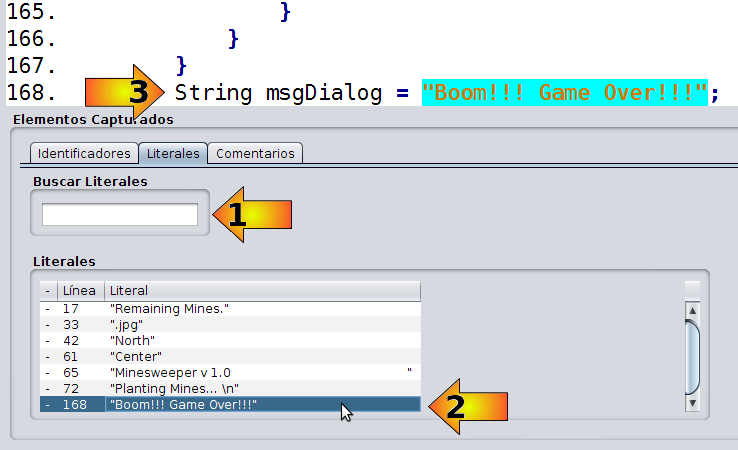 165. }
166. }
167. }
168. String msgDialog = "Boom!!! Game Over!!!";
3
Elementos Capturados
Identificadores Literales Comentarios
Buscar Literales
1
Literales
- Línea Literal
- 17 "Remaining Mines."
- 33 ".jpg"
- 42 "North"
- 61 "Center"
- 65 "Minesweeper v 1.0 "
- 72 "Planting Mines... \n"
- 168 "Boom!!! Game Over!!!"
2